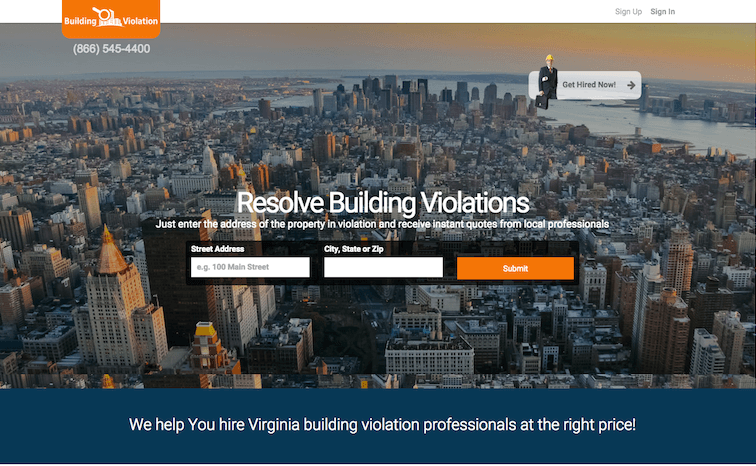 Building Violation
Sign Up Sign In
(866) 545-4400
Get Hired Now!
Resolve Building Violations
Just enter the address of the property in violation and receive instant quotes from local professionals
Street Address City, State or Zip
e.g. 100 Main Street Submit
We help You hire Virginia building violation professionals at the right price!